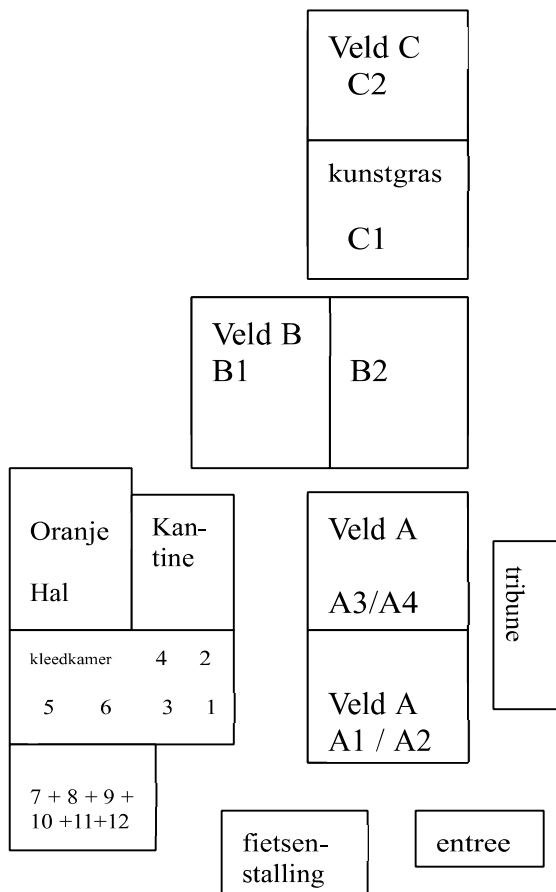 Veld C
C2
kunstgras
C1
Veld B
B1
B2
Oranje
Hal
Kan-
tine
Veld A
A3/A4
tribune
kleedkamer 4 2
5 6 3 1
Veld A
A1 / A2
7 + 8 + 9 +
10 +11+12
fietsen-
stalling
entree